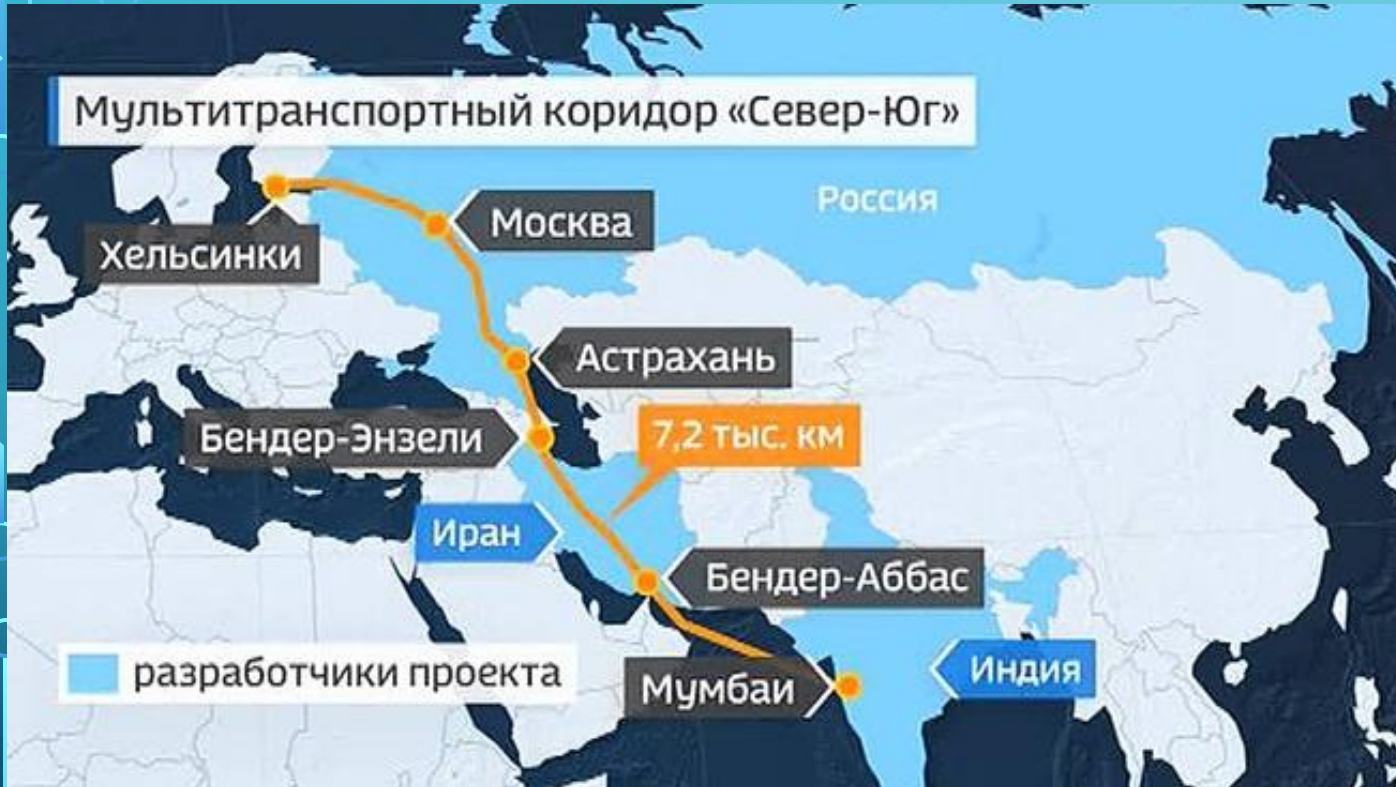 Мультитранспортный коридор «Север-Юг»
Россия
Москва
Хельсинки
Астрахань
Бендер-Энзели
7,2 тыс. км
Иран
Бендер-Аббас
разработчики проекта
Мумбаи
Индия